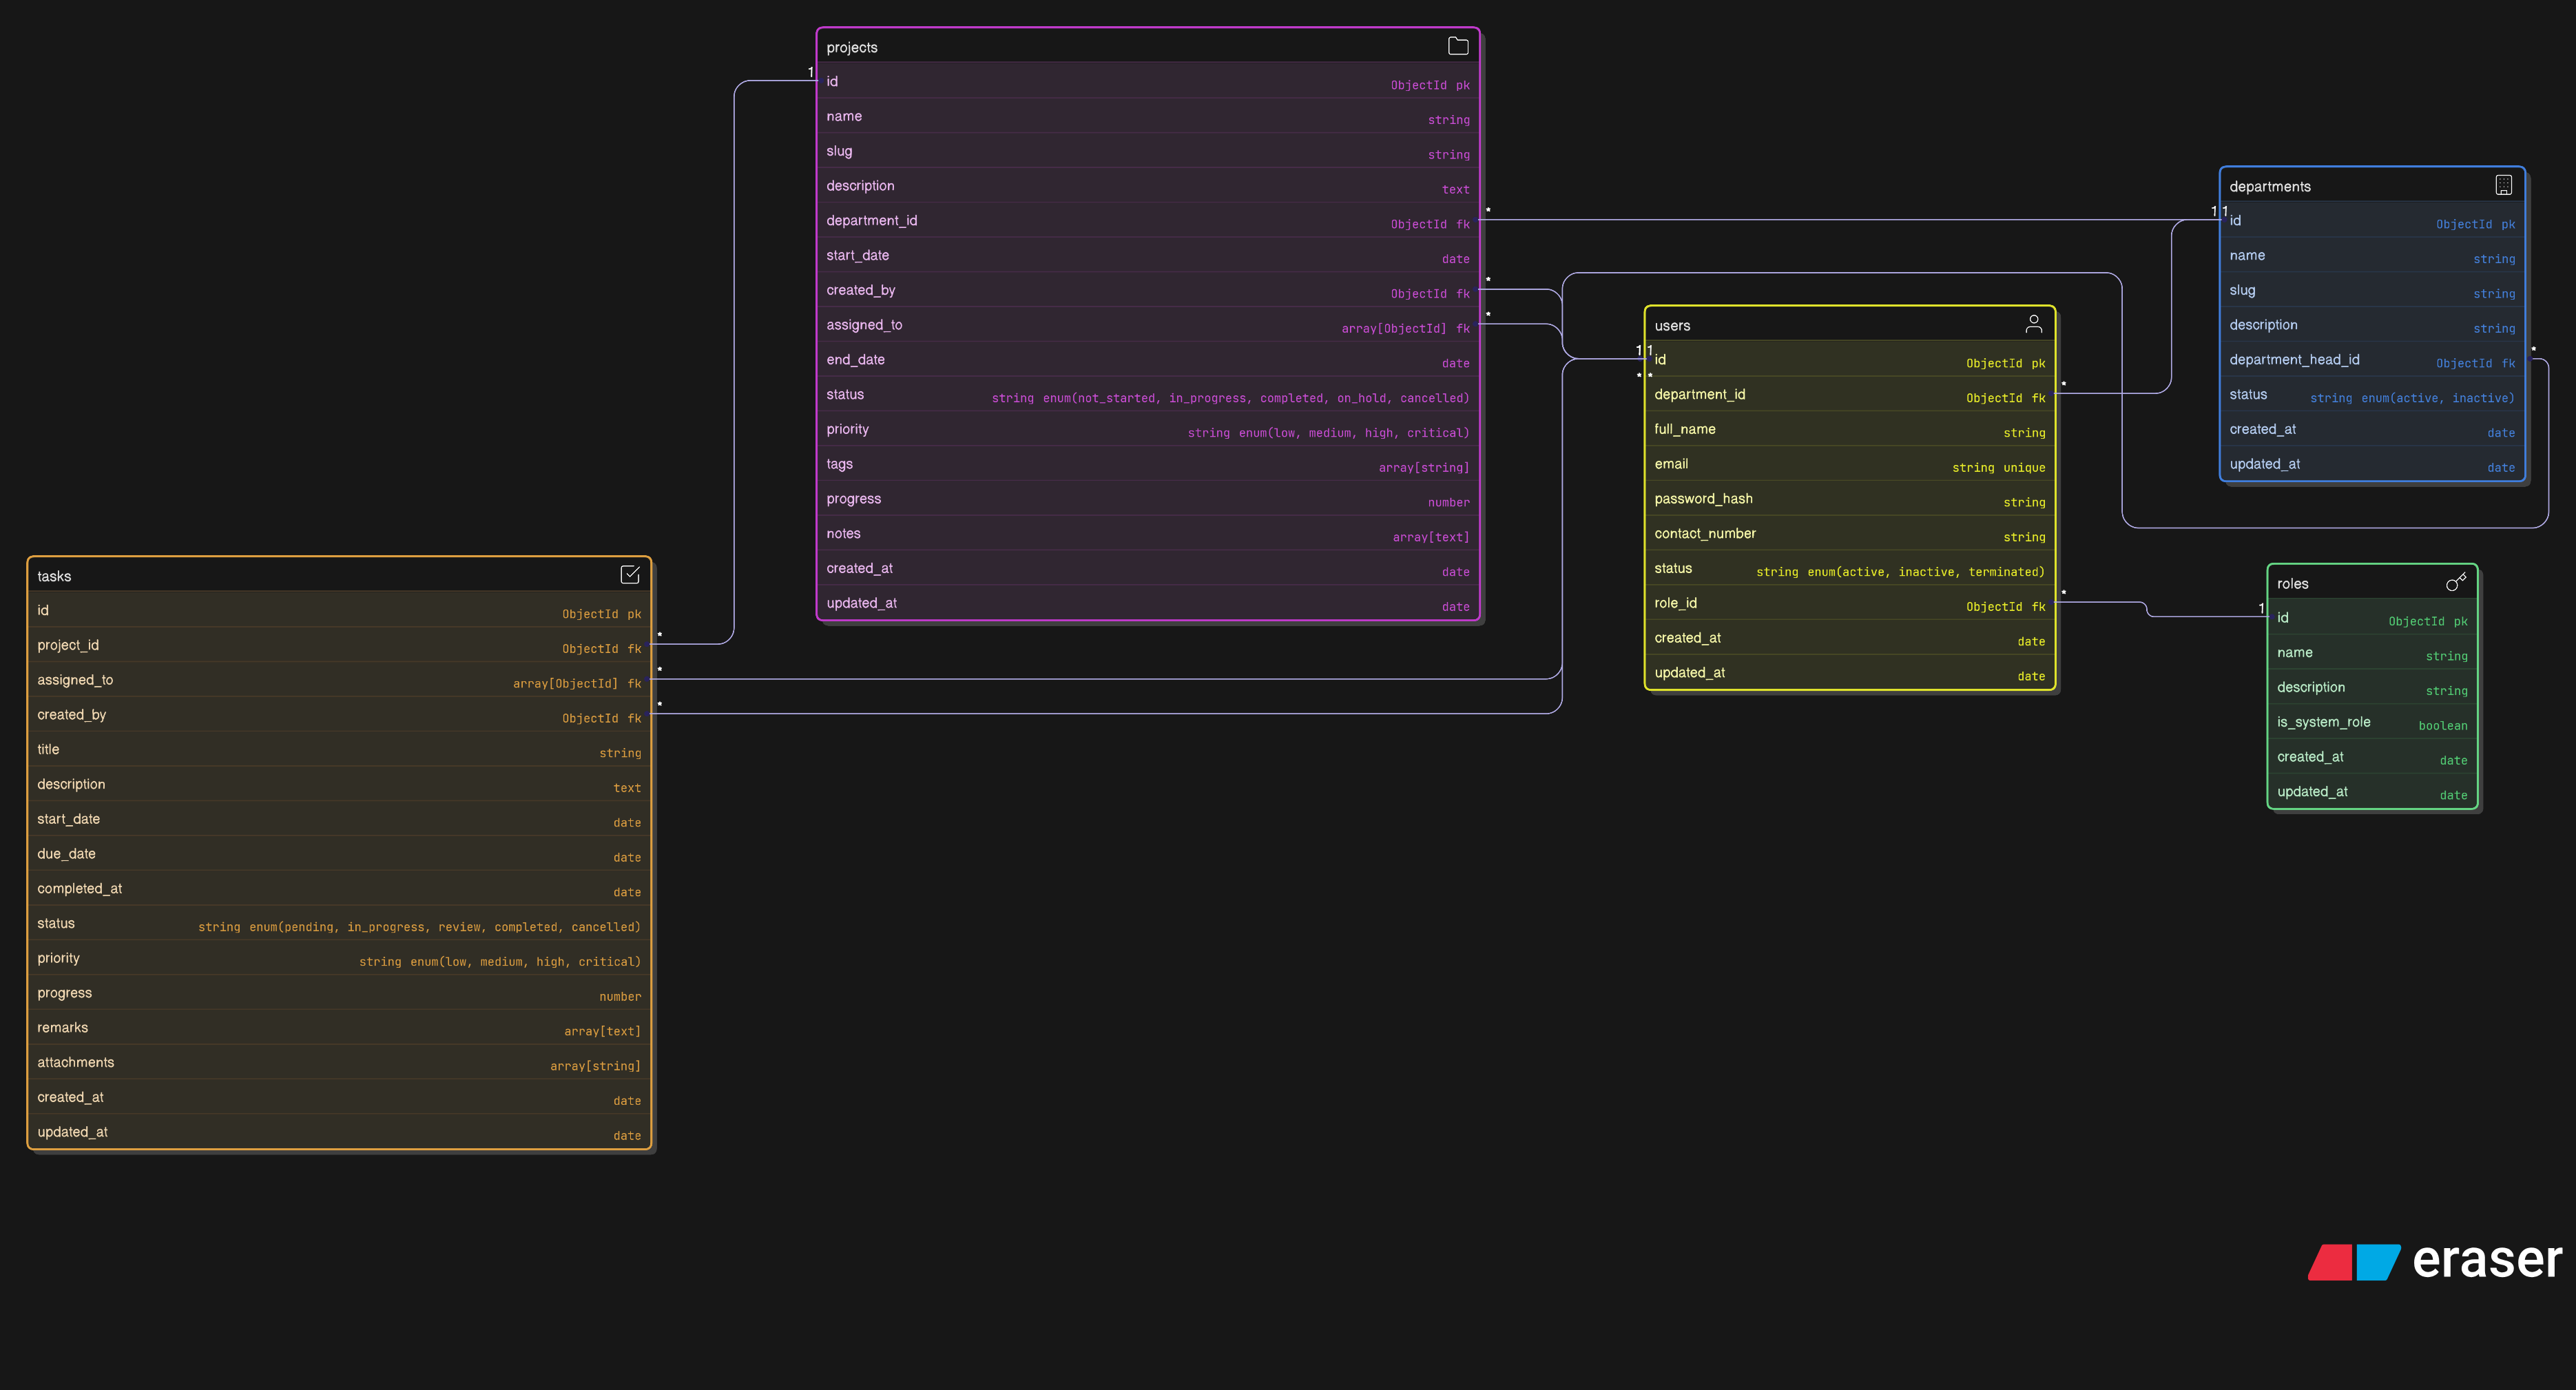 projects
1
id ObjectId pk
name string
slug string
description text
department_id ObjectId fk *
start_date date
created_by ObjectId fk *
assigned_to array[ObjectId] fk *
end_date date
status string enum(not_started, in_progress, completed, on_hold, cancelled)
priority string enum(low, medium, high, critical)
tags array[string]
progress number
notes array[text]
created_at date
updated_at date
departments
1 1
id ObjectId pk
name string
slug string
description string
department_head_id ObjectId fk *
status string enum(active, inactive)
created_at date
updated_at date
users
1 1
id ObjectId pk
* *
department_id ObjectId fk *
full_name string
email string unique
password_hash string
contact_number string
status string enum(active, inactive, terminated)
role_id ObjectId fk *
created_at date
updated_at date
tasks
id ObjectId pk
project_id ObjectId fk *
assigned_to array[ObjectId] fk *
created_by ObjectId fk *
title string
description text
start_date date
due_date date
completed_at date
status string enum(pending, in_progress, review, completed, cancelled)
priority string enum(low, medium, high, critical)
progress number
remarks array[text]
attachments array[string]
created_at date
updated_at date
roles
1
id ObjectId pk
name string
description string
is_system_role boolean
created_at date
updated_at date
eraser